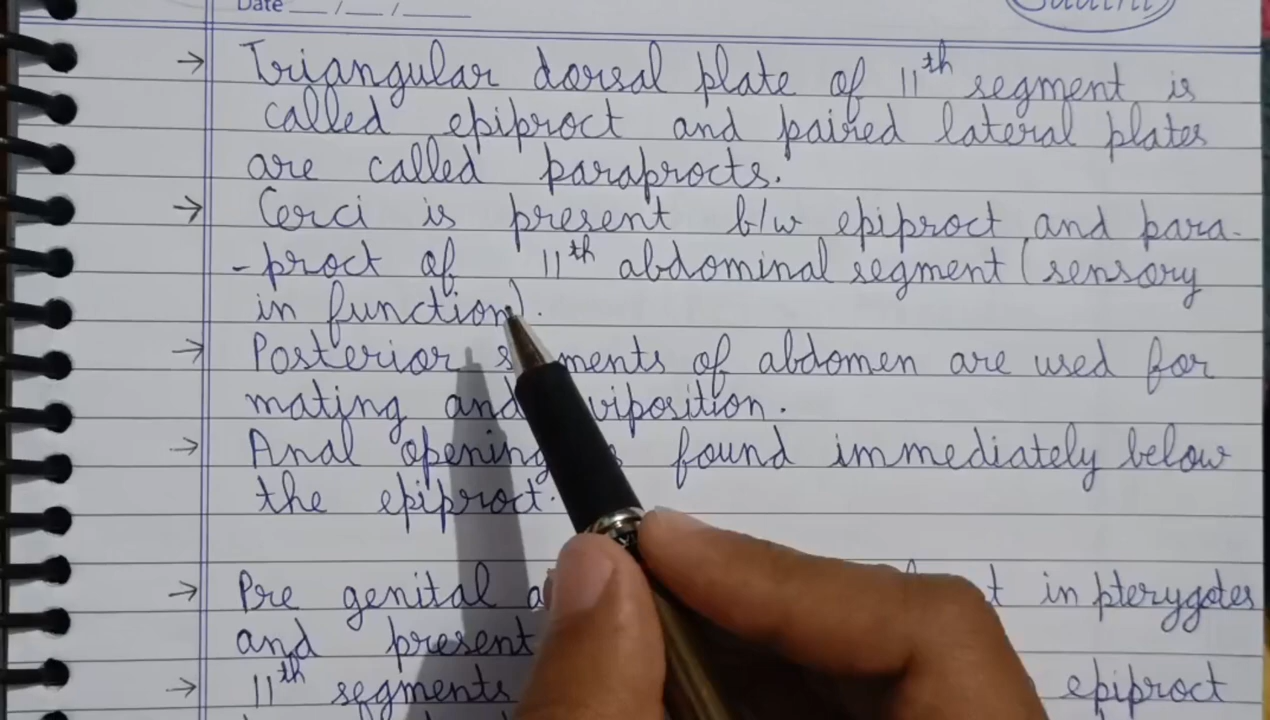 Date __/__/____
→ Triangular dorsal plate of 11th segment is
called epiproct and paired lateral plates
are called paraprocts.
→ Cerci is present b/w epiproct and para-
-proct of 11th abdominal segment (sensory
in function).
→ Posterior ments of abdomen are used for
mating and viposition.
→ Anal opening found immediately below
the epiproct.
→ Pre genital in pterygotes
and present
→ 11th segments epiproct